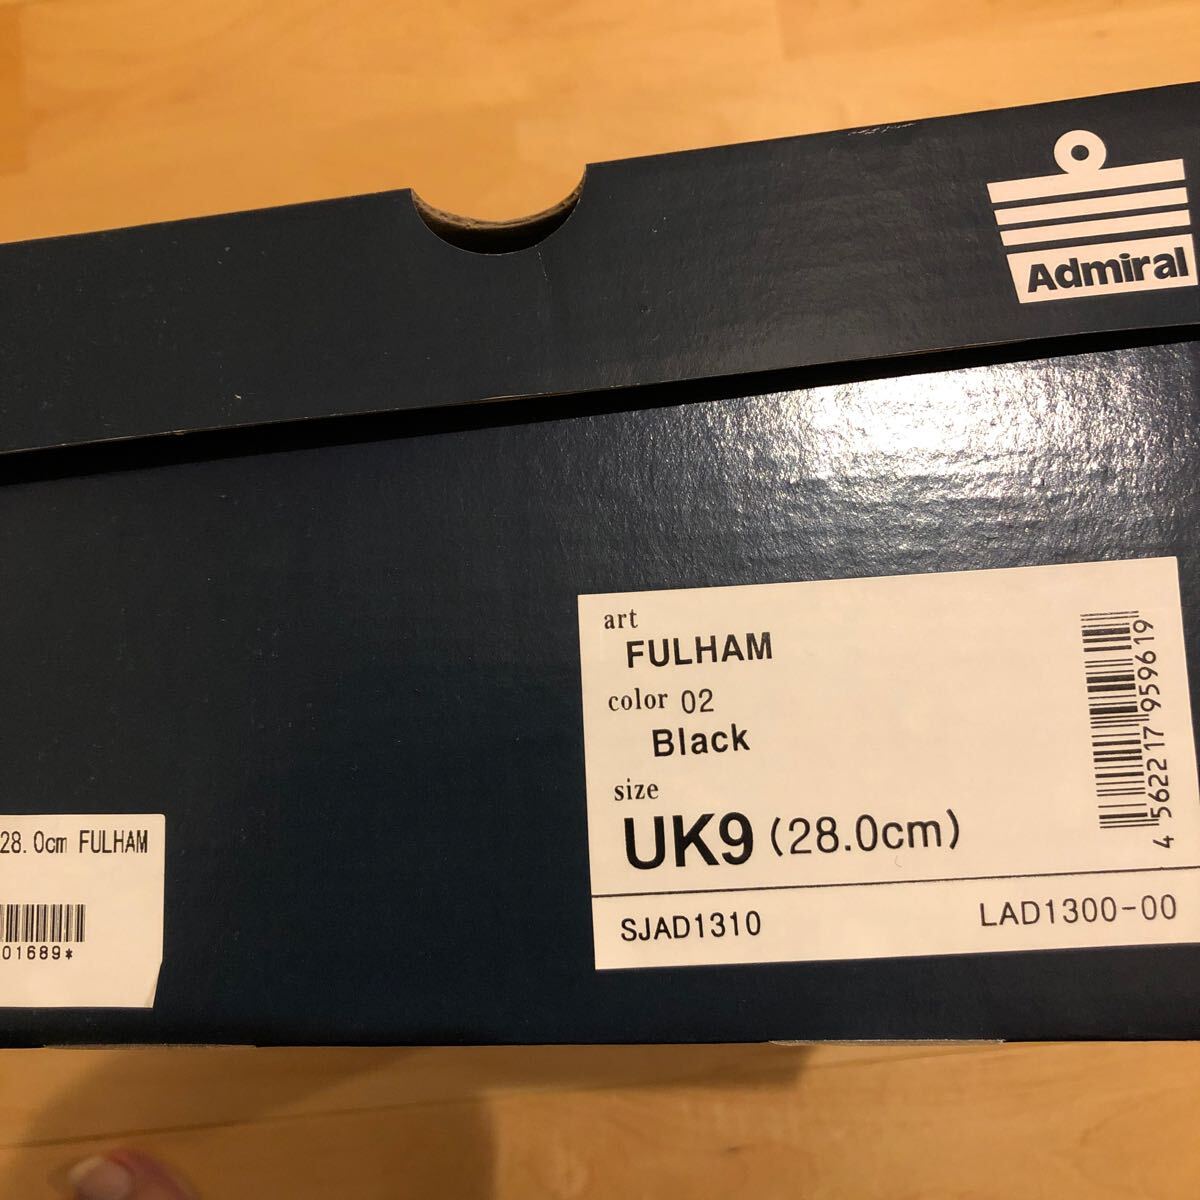 Admiral
art
FULHAM
color 02
Black
size
UK9 (28.0cm)
SJAD1310
LAD1300-00
4 562217 959619
28.0cm FULHAM
01689*